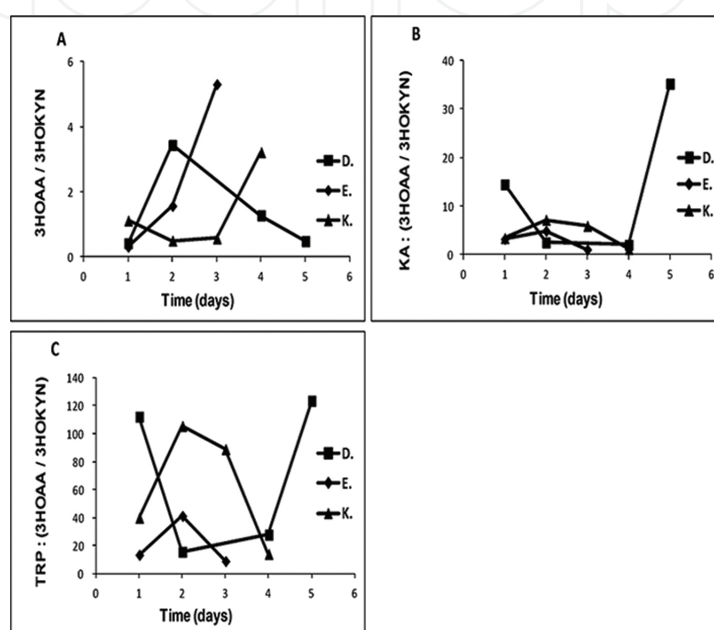 A
3HOAA / 3HOKYN
6
4
2
0
0 1 2 3 4 5 6
Time (days)
D.
E.
K.
B
KA : (3HOAA / 3HOKYN)
40
30
20
10
0
0 1 2 3 4 5 6
Time (days)
D.
E.
K.
C
TRP : (3HOAA / 3HOKYN)
140
120
100
80
60
40
20
0
0 1 2 3 4 5 6
Time (days)
D.
E.
K.